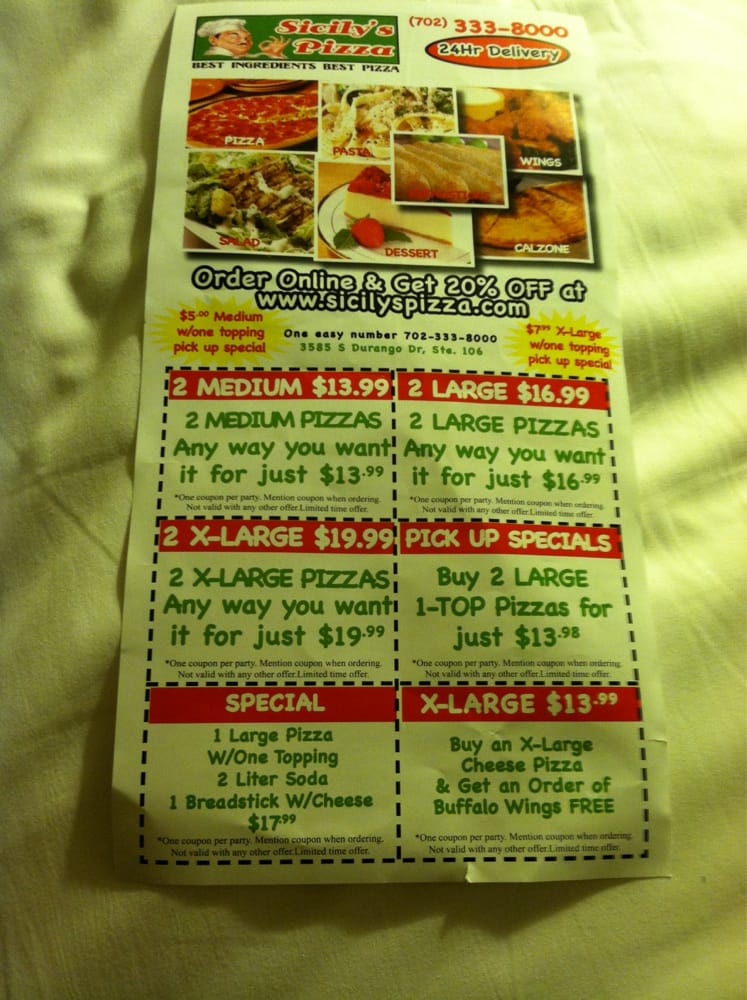 Sicily's
Pizza
BEST INGREDIENTS BEST PIZZA
(702) 333-8000
24Hr Delivery
PIZZA
PASTA
WINGS
SALAD
DESSERT
CALZONE
Order Online & Get 20% OFF at
www.sicilyspizza.com
$5.00 Medium
w/one topping
pick up special
One easy number 702-333-8000
3585 S Durango Dr, Ste. 106
$7.99 X-Large
w/one topping
pick up special
2 MEDIUM $13.99
2 MEDIUM PIZZAS
Any way you want
it for just $13.99
*One coupon per party. Mention coupon when ordering.
Not valid with any other offer.Limited time offer.
2 LARGE $16.99
2 LARGE PIZZAS
Any way you want
it for just $16.99
*One coupon per party. Mention coupon when ordering.
Not valid with any other offer.Limited time offer.
2 X-LARGE $19.99
2 X-LARGE PIZZAS
Any way you want
it for just $19.99
*One coupon per party. Mention coupon when ordering.
Not valid with any other offer.Limited time offer.
PICK UP SPECIALS
Buy 2 LARGE
1-TOP Pizzas for
just $13.98
*One coupon per party. Mention coupon when ordering.
Not valid with any other offer.Limited time offer.
SPECIAL
1 Large Pizza
W/One Topping
2 Liter Soda
1 Breadstick W/Cheese
$17.99
*One coupon per party. Mention coupon when ordering.
Not valid with any other offer.Limited time offer.
X-LARGE $13.99
Buy an X-Large
Cheese Pizza
& Get an Order of
Buffalo Wings FREE
*One coupon per party. Mention coupon when ordering.
Not valid with any other offer.Limited time offer.